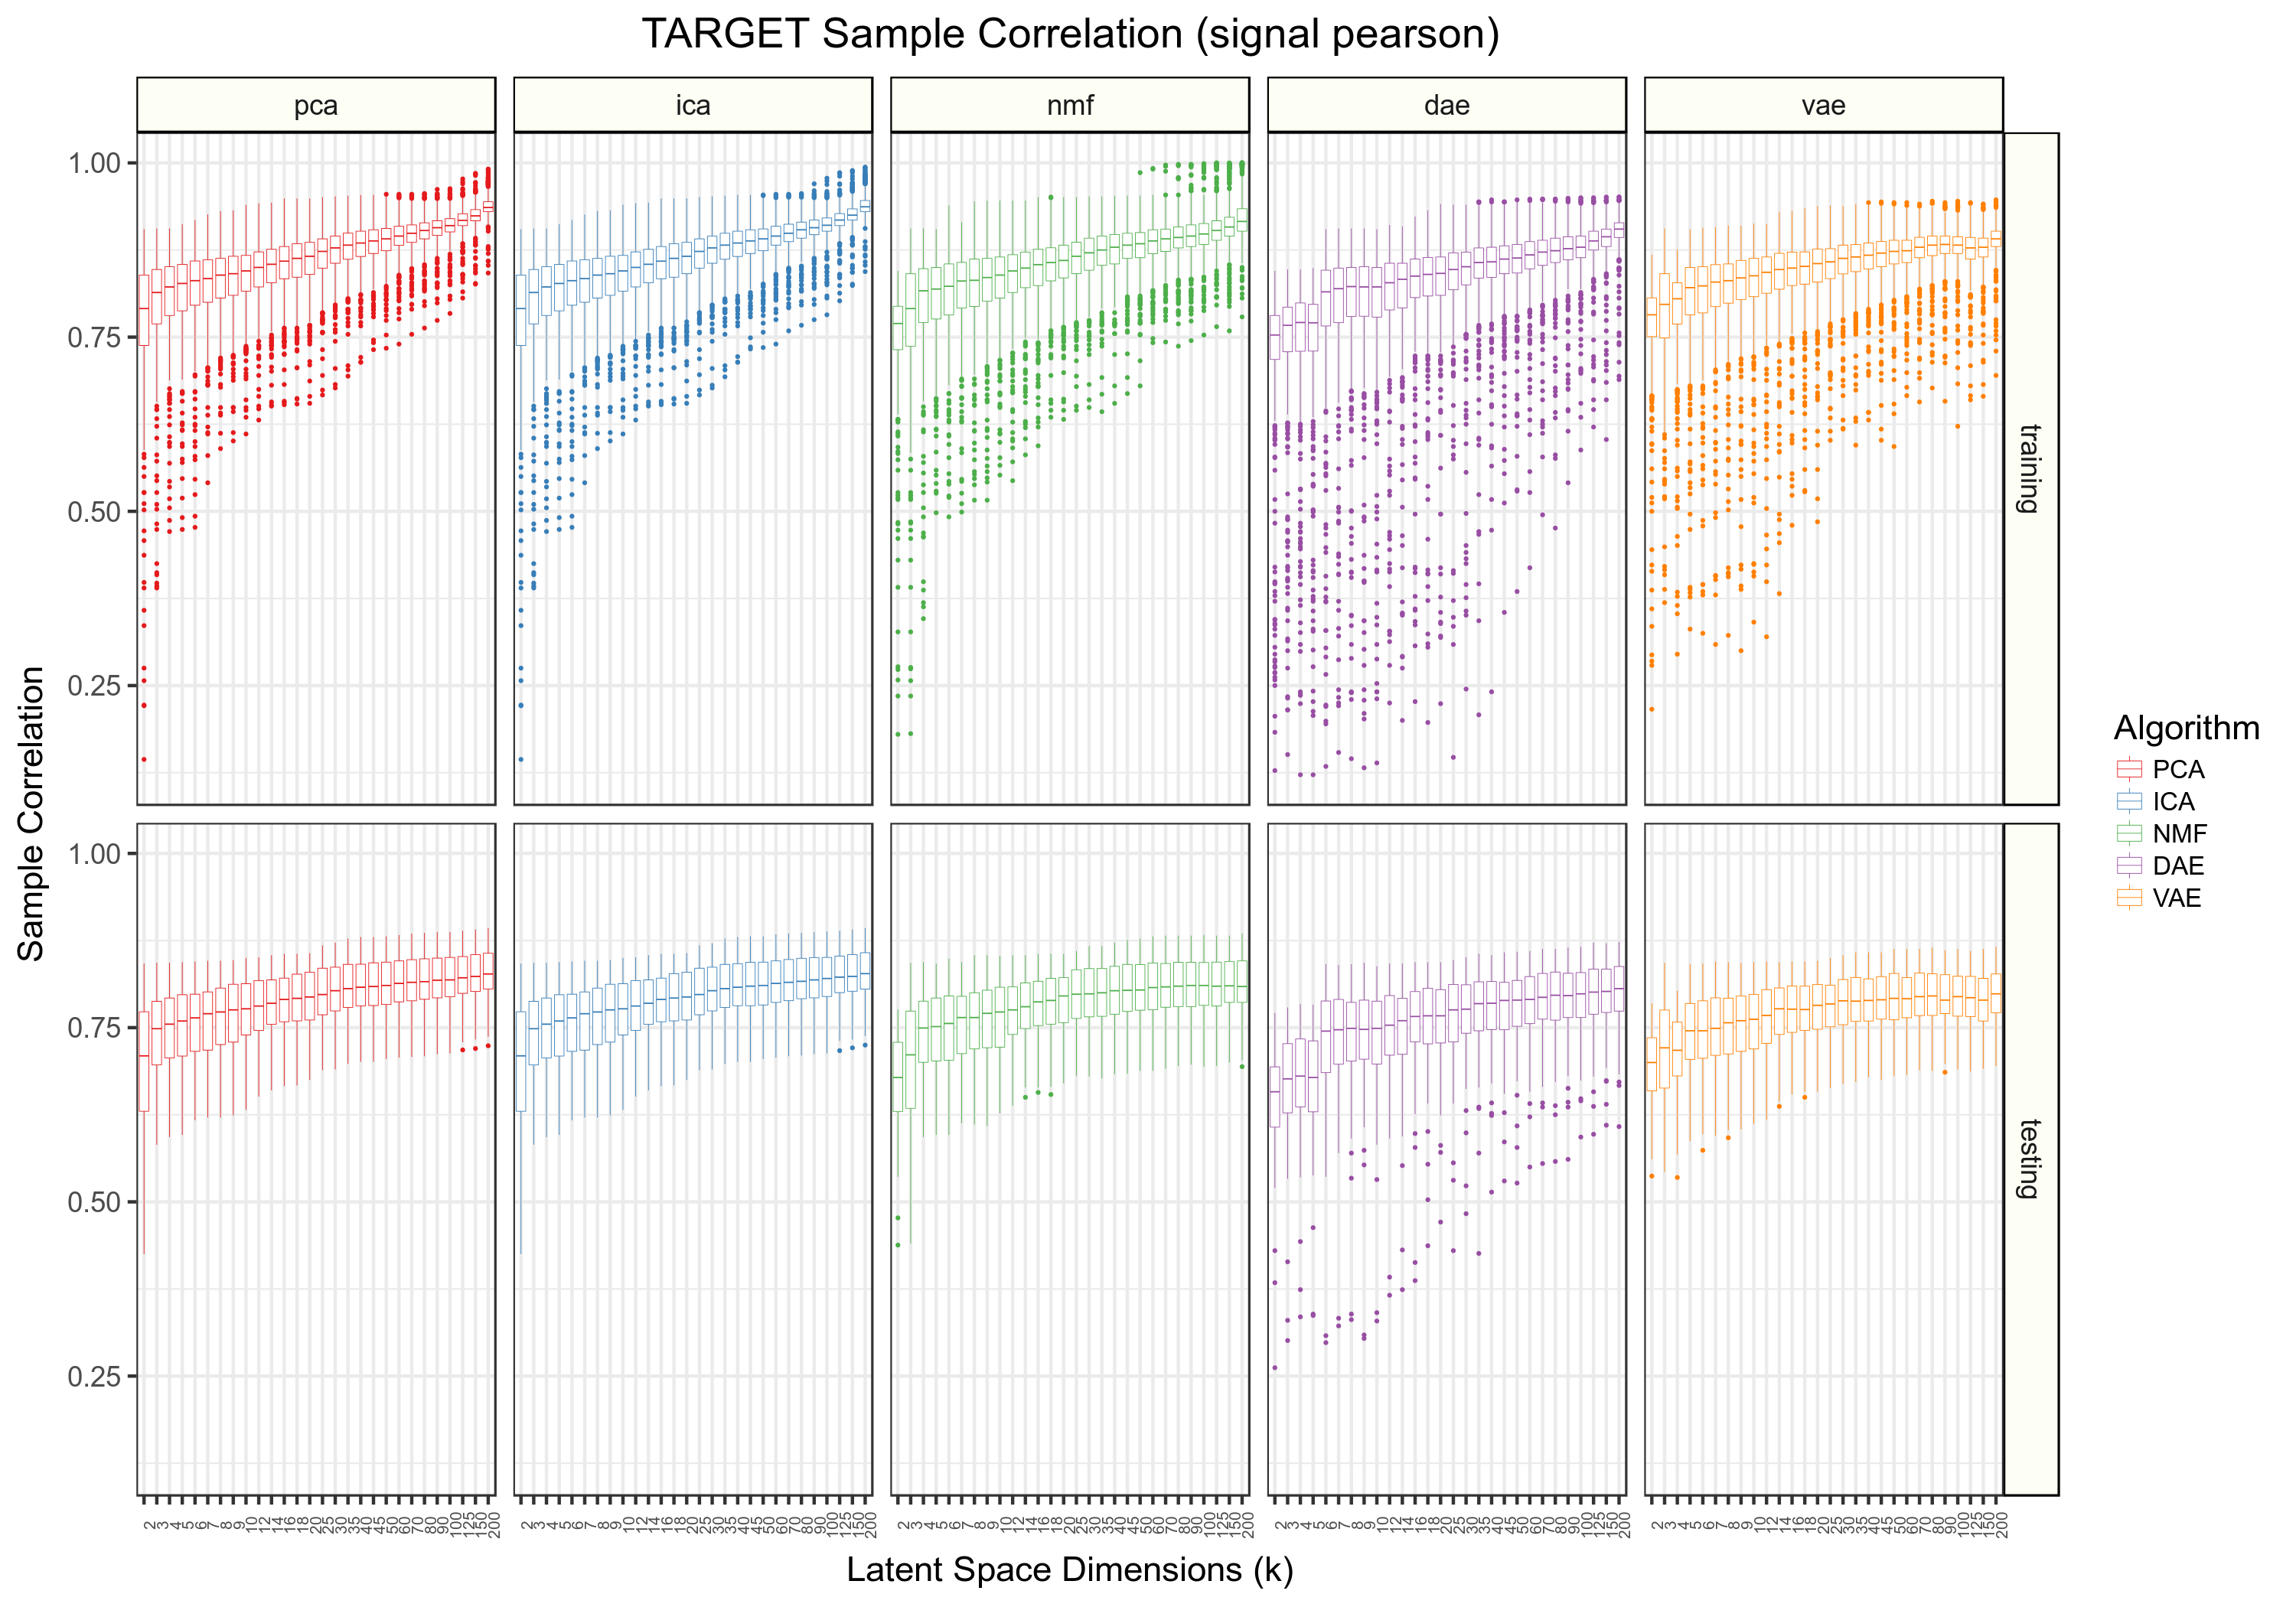 TARGET Sample Correlation (signal pearson)
pca ica nmf dae vae
1.00
0.75
0.50
0.25
training
1.00
0.75
0.50
0.25
testing
Sample Correlation
2 3 4 5 6 7 8 9 10 12 14 16 18 20 25 30 35 40 45 50 60 70 80 90 100 125 150 200
2 3 4 5 6 7 8 9 10 12 14 16 18 20 25 30 35 40 45 50 60 70 80 90 100 125 150 200
2 3 4 5 6 7 8 9 10 12 14 16 18 20 25 30 35 40 45 50 60 70 80 90 100 125 150 200
2 3 4 5 6 7 8 9 10 12 14 16 18 20 25 30 35 40 45 50 60 70 80 90 100 125 150 200
2 3 4 5 6 7 8 9 10 12 14 16 18 20 25 30 35 40 45 50 60 70 80 90 100 125 150 200
Latent Space Dimensions (k)
Algorithm
PCA
ICA
NMF
DAE
VAE